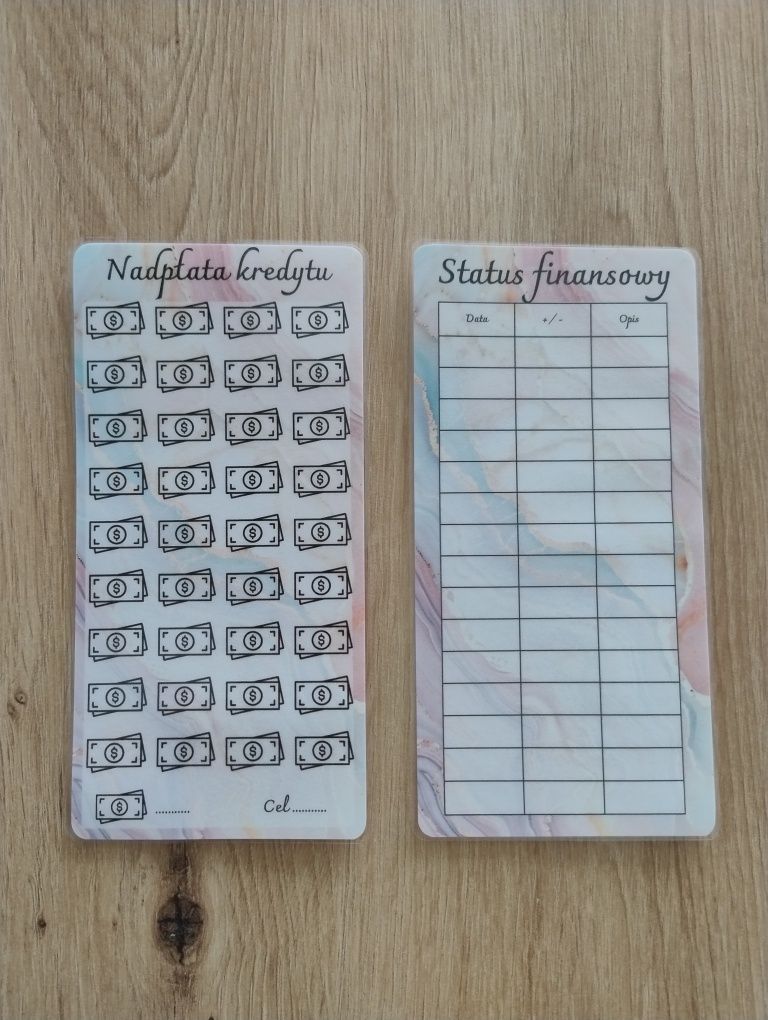 Nadpłata kredytu
............ Cel...........
Status finansowy
Data +/- Opis